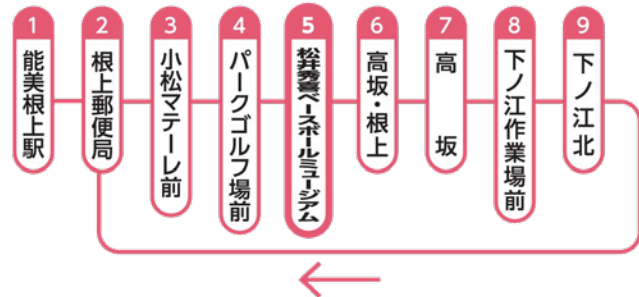 1
能美根上駅
2
根上郵便局
3
小松マテーレ前
4
パークゴルフ場前
5
松井秀喜ベースボールミュージアム
6
高坂・根上
7
高坂
8
下ノ江作業場前
9
下ノ江北